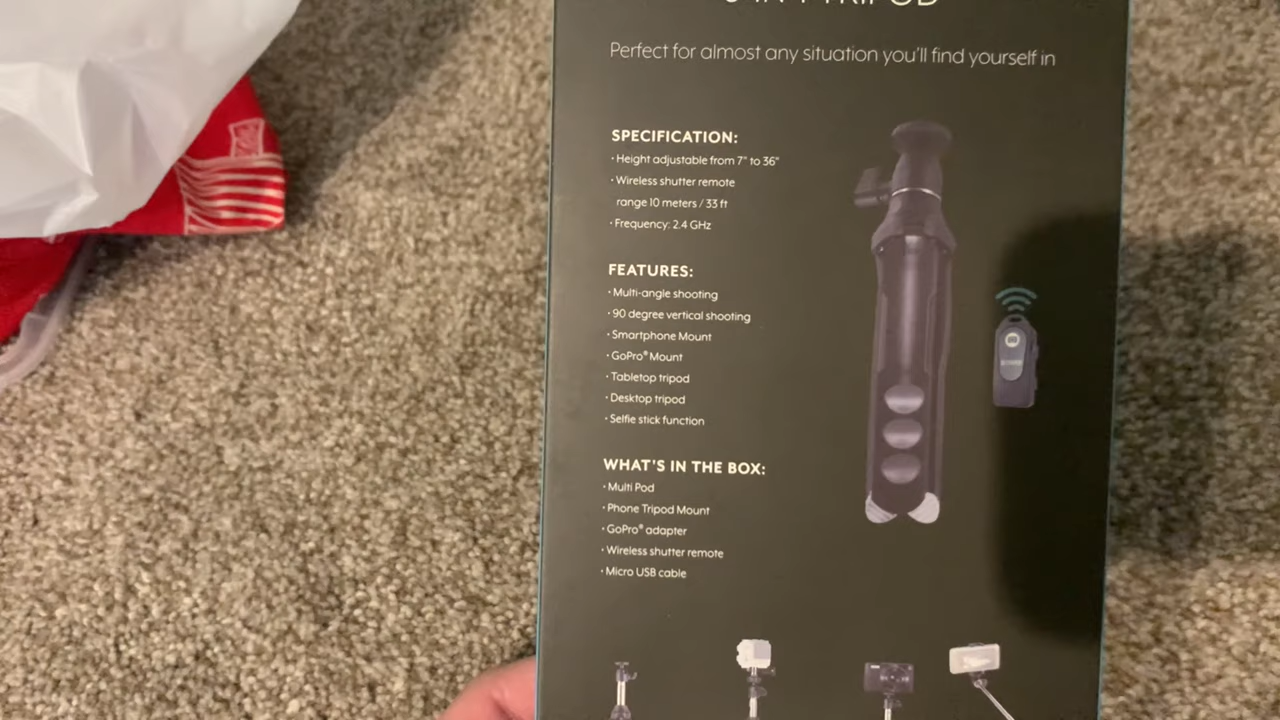 TRIPOD
Perfect for almost any situation you'll find yourself in
SPECIFICATION:
· Height adjustable from 7" to 36"
· Wireless shutter remote
range 10 meters / 33 ft
· Frequency: 2.4 GHz
FEATURES:
· Multi-angle shooting
· 90 degree vertical shooting
· Smartphone Mount
· GoPro® Mount
· Tabletop tripod
· Desktop tripod
· Selfie stick function
WHAT'S IN THE BOX:
· Multi Pod
· Phone Tripod Mount
· GoPro® adapter
· Wireless shutter remote
· Micro USB cable